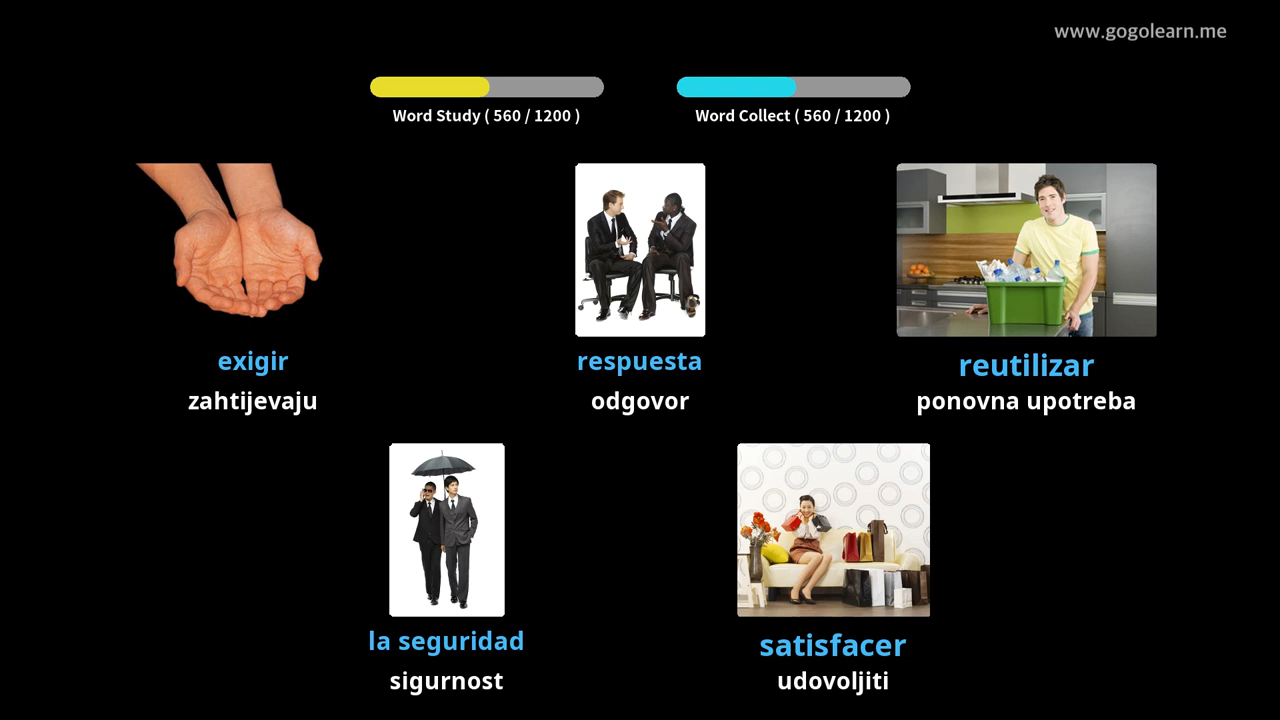 www.gogolearn.me
Word Study ( 560 / 1200 )
Word Collect ( 560 / 1200 )
exigir
zahtijevaju
respuesta
odgovor
reutilizar
ponovna upotreba
la seguridad
sigurnost
satisfacer
udovoljiti